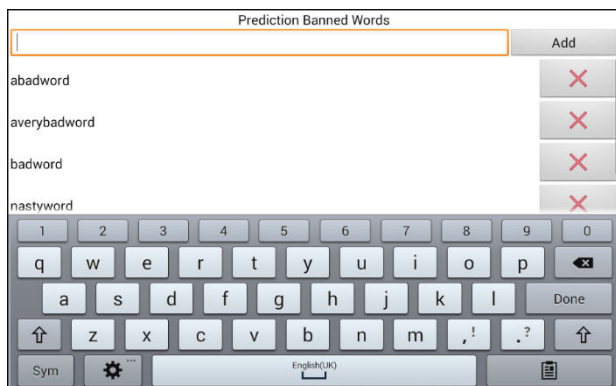 Prediction Banned Words
Add
abadword
averybadword
badword
nastyword
1 2 3 4 5 6 7 8 9 0
q w e r t y u i o p
a s d f g h j k l Done
z x c v b n m ,! .?
Sym ... English(UK)